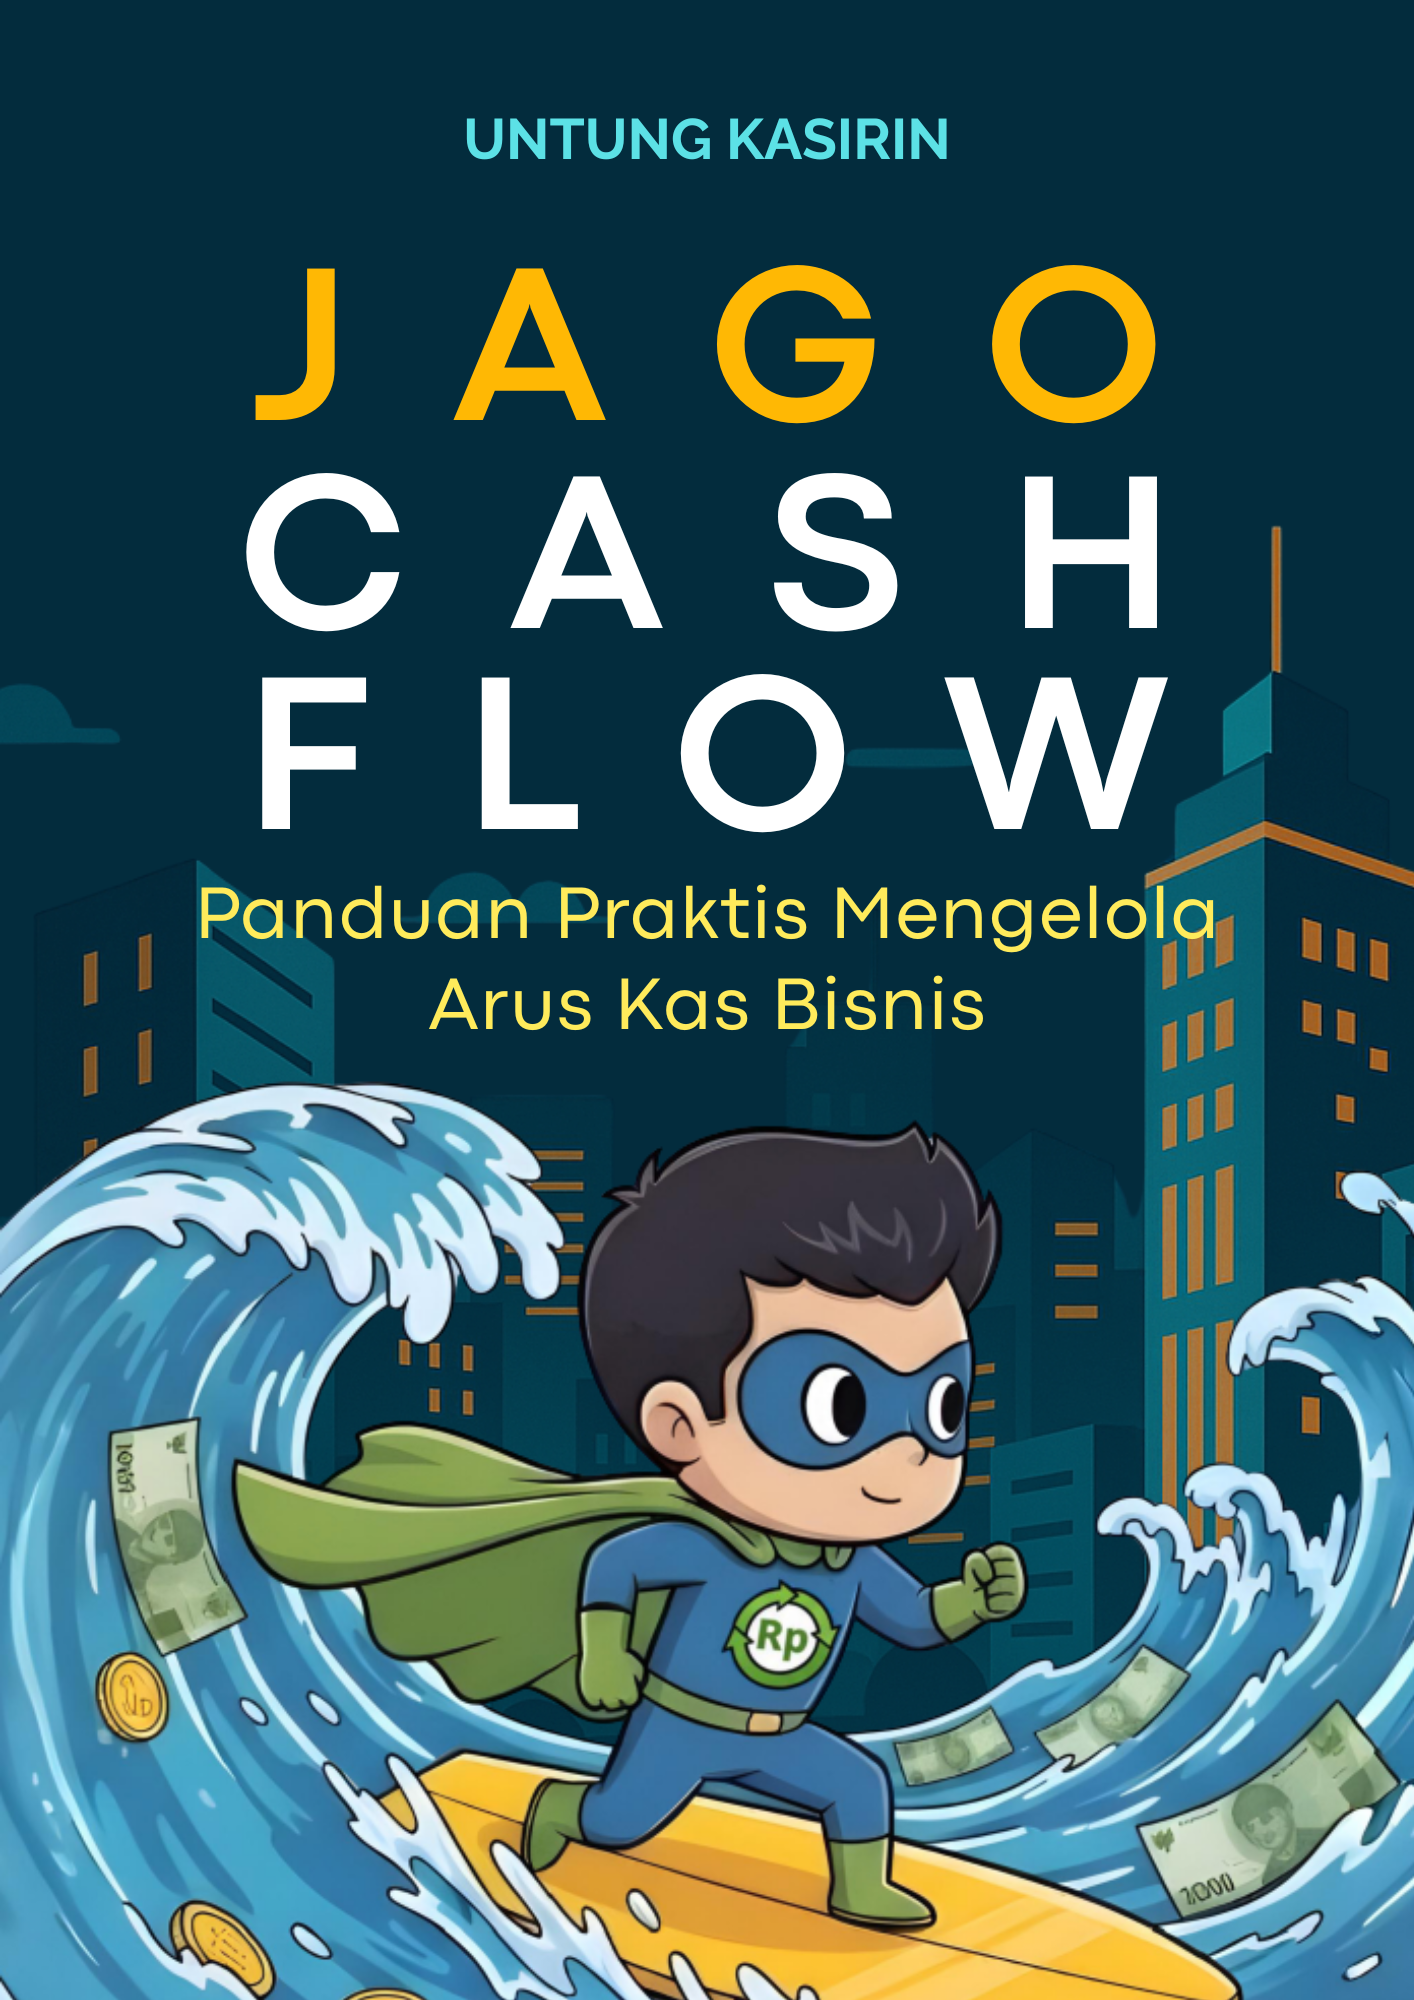 UNTUNG KASIRIN
JAGO
CASH
FLOW
Panduan Praktis Mengelola
Arus Kas Bisnis
Rp